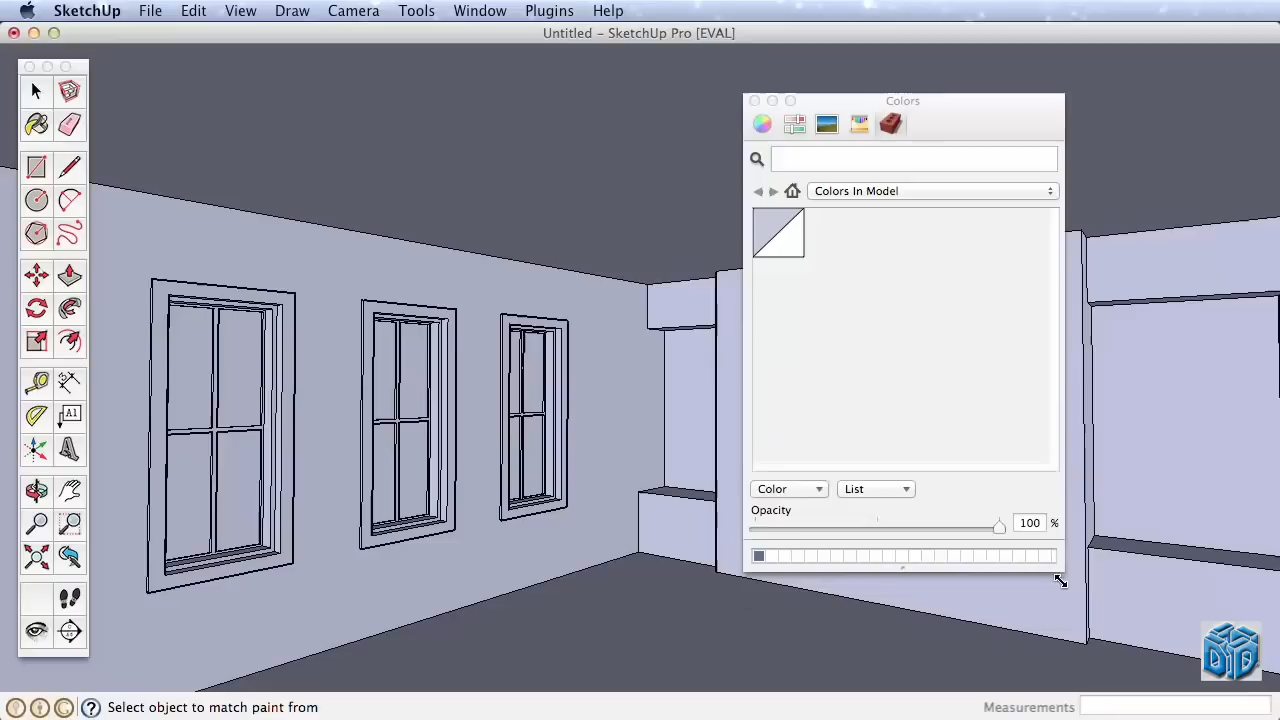 SketchUp File Edit View Draw Camera Tools Window Plugins Help
Untitled – SketchUp Pro [EVAL]
Colors
Colors In Model
A1
Color List
Opacity
100 %
Select object to match paint from
Measurements